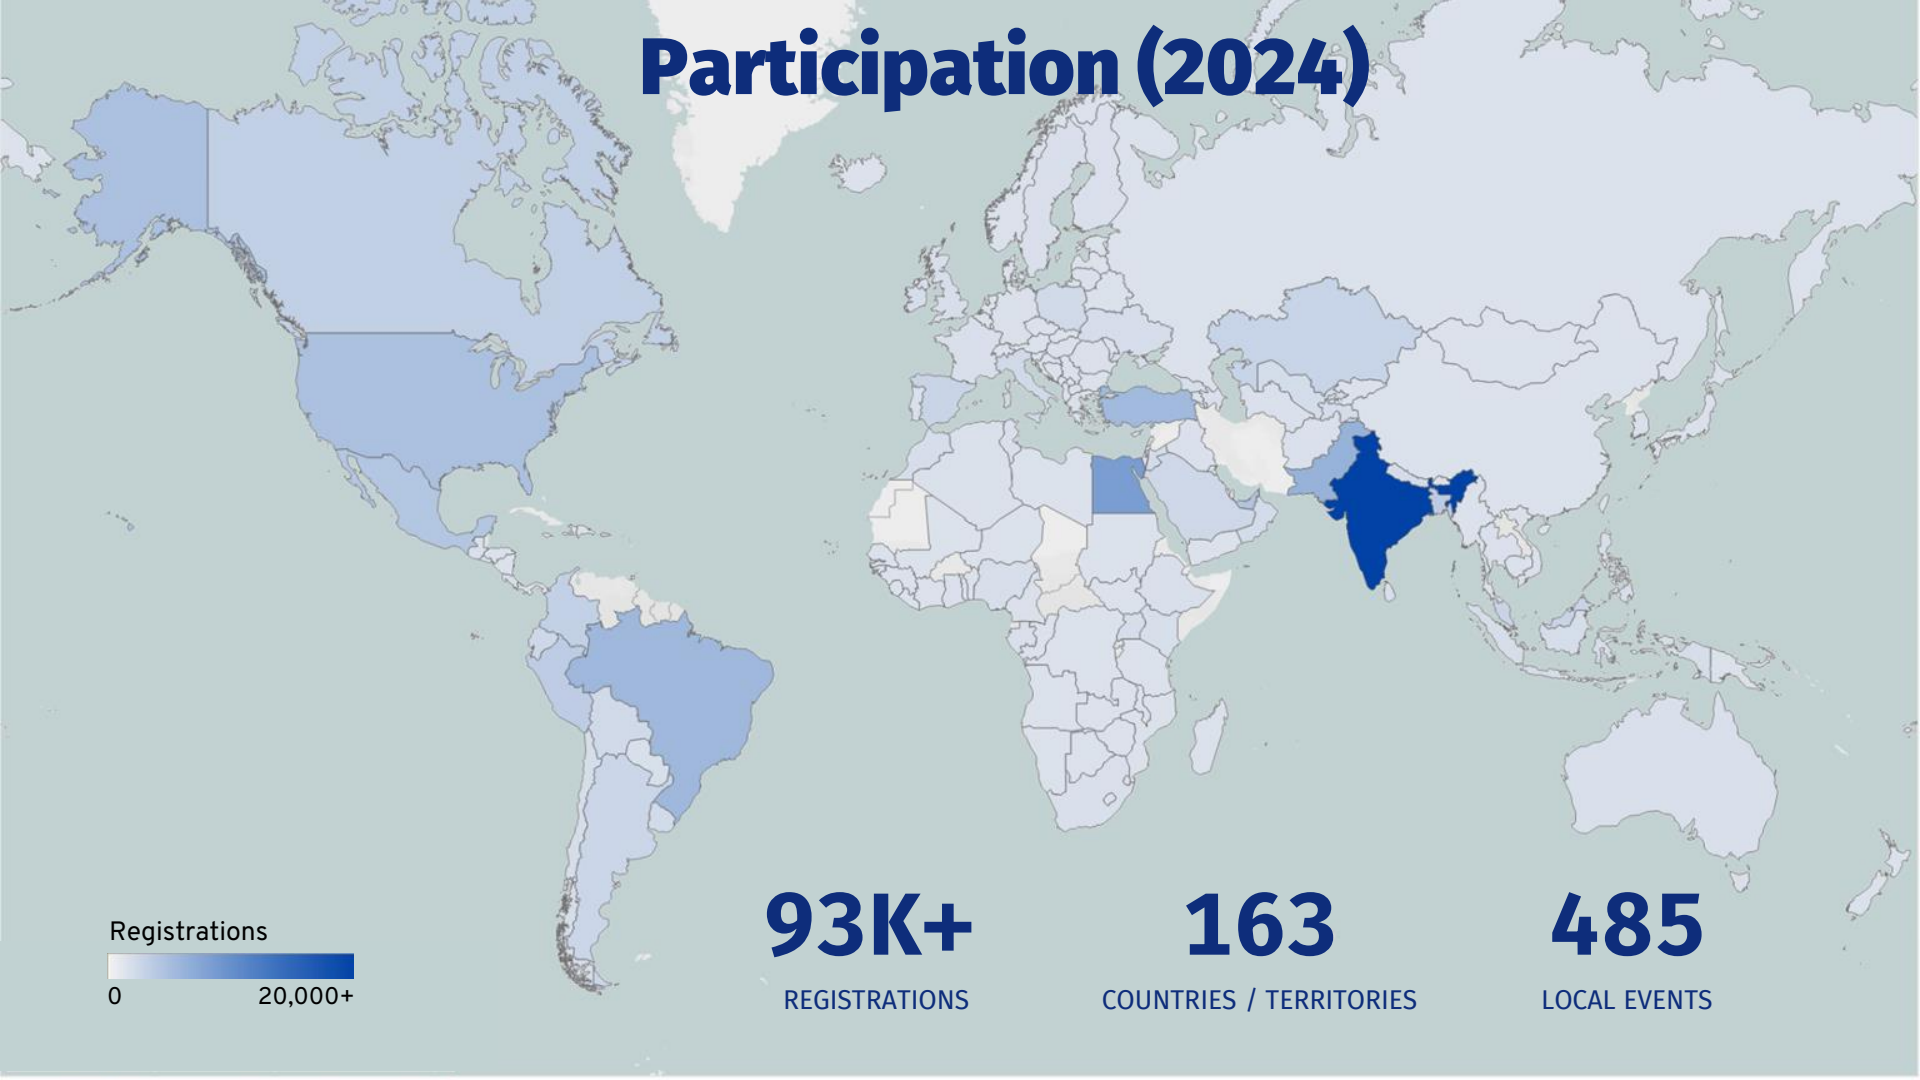 Participation (2024)
Registrations
0 20,000+
93K+
REGISTRATIONS
163
COUNTRIES / TERRITORIES
485
LOCAL EVENTS